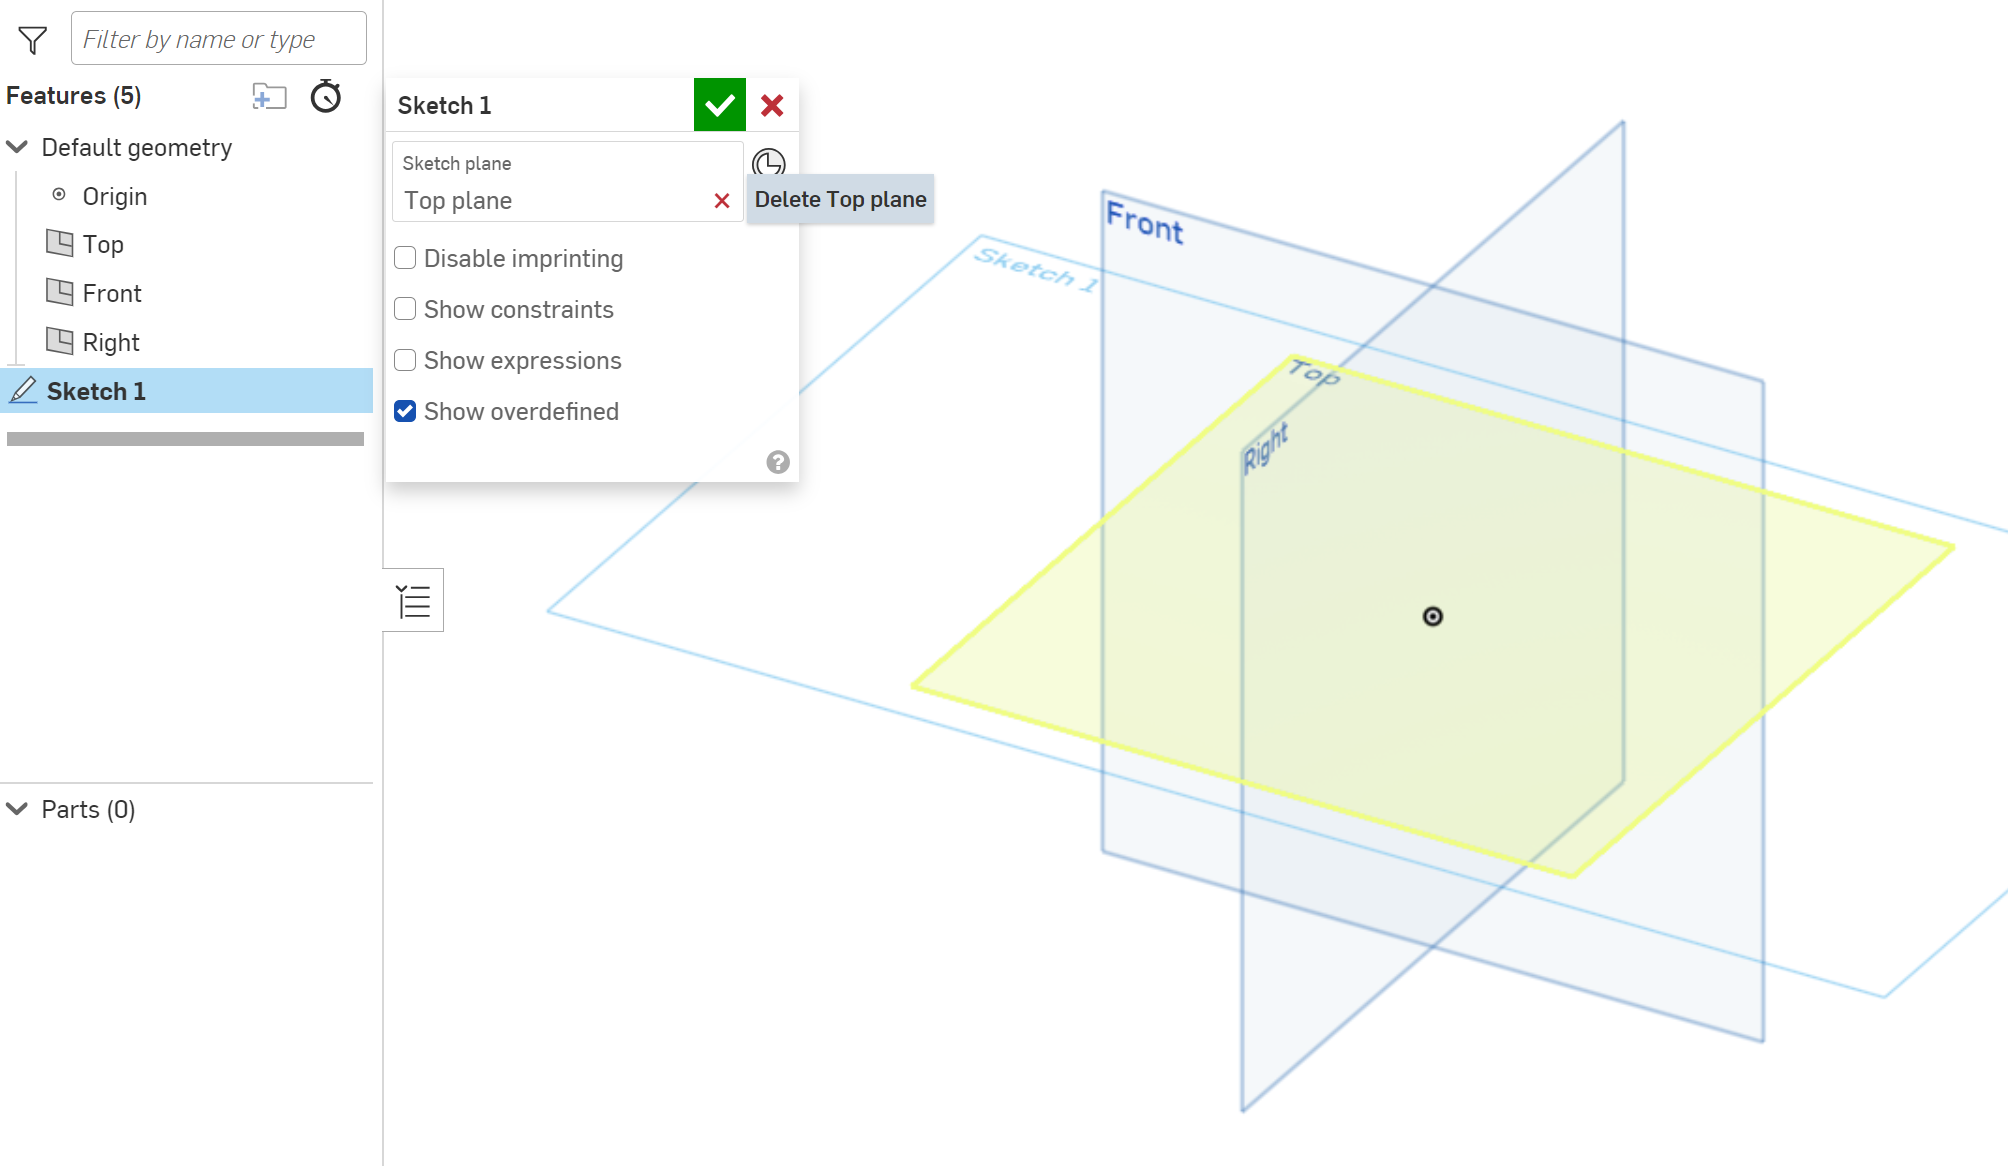 Filter by name or type
Features (5)
Default geometry
Origin
Top
Front
Right
Sketch 1
Parts (0)
Sketch 1
Sketch plane
Top plane
Delete Top plane
Disable imprinting
Show constraints
Show expressions
Show overdefined
?
Front
Sketch 1
Top
Right